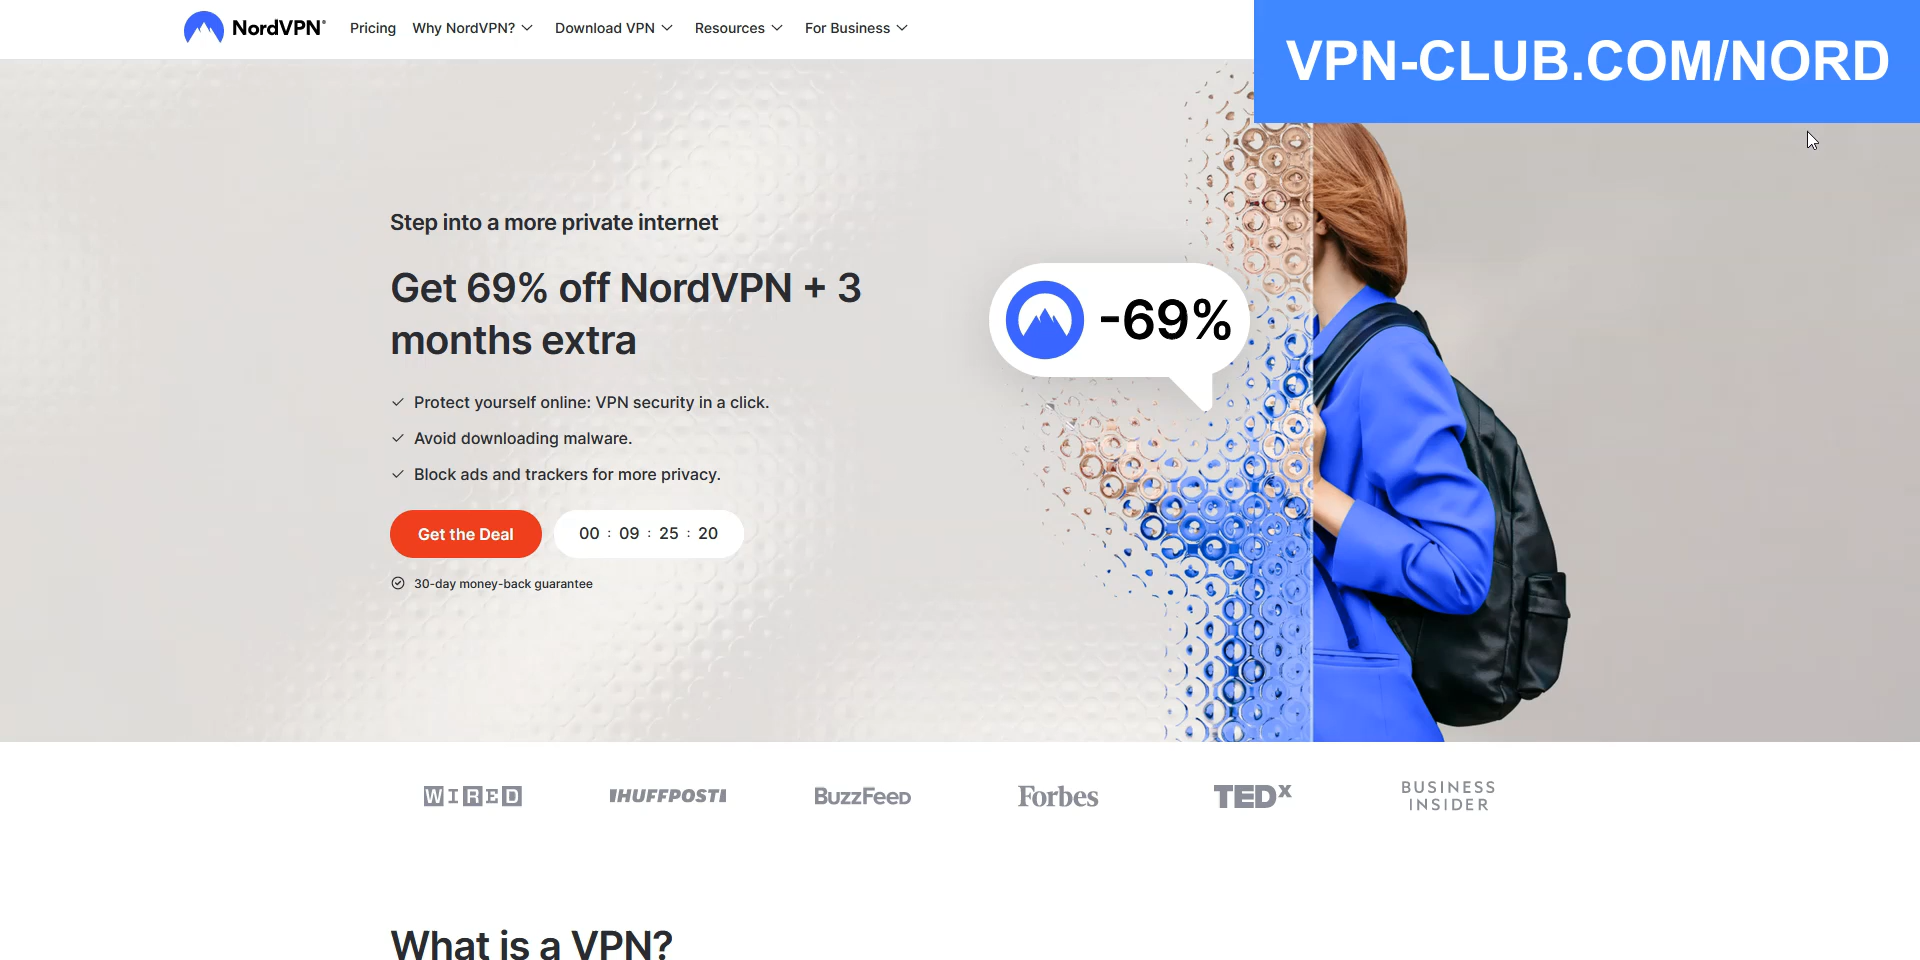 NordVPN®
Pricing
Why NordVPN?
Download VPN
Resources
For Business
VPN-CLUB.COM/NORD
Step into a more private internet
Get 69% off NordVPN + 3
months extra
-69%
Protect yourself online: VPN security in a click.
Avoid downloading malware.
Block ads and trackers for more privacy.
Get the Deal
00 : 09 : 25 : 20
30-day money-back guarantee
WIRED
HUFFPOST
BuzzFeed
Forbes
TEDx
BUSINESS
INSIDER
What is a VPN?